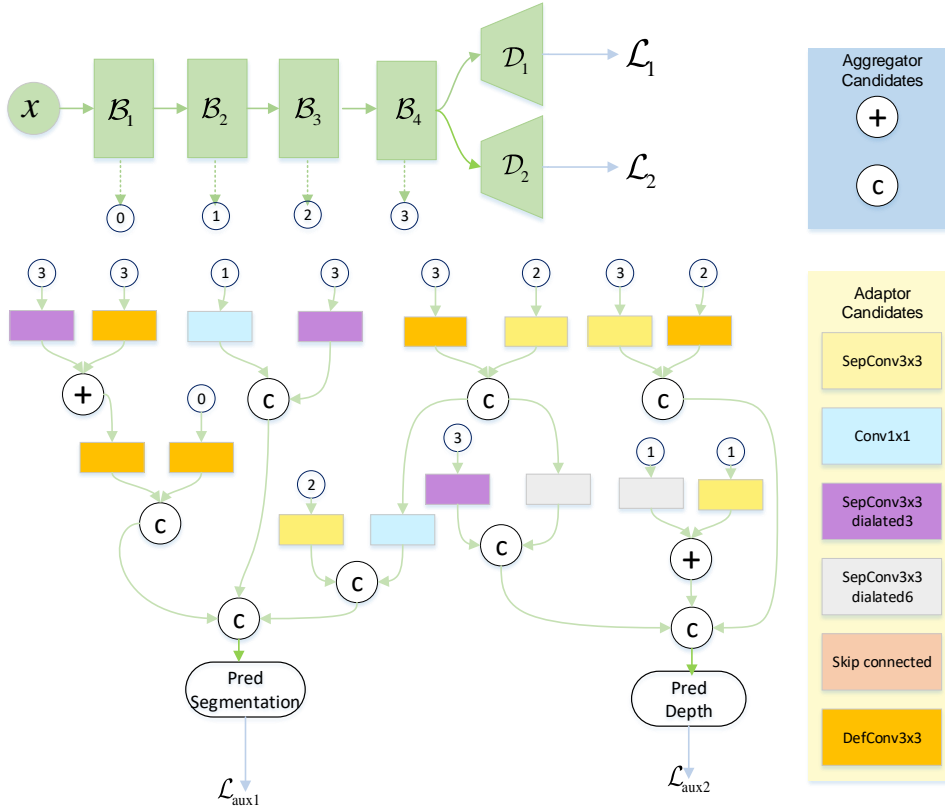 x
B1
B2
B3
B4
D1
L1
D2
L2
0
1
2
3
Aggregator
Candidates
+
c
3
3
1
3
3
2
3
2
+
c
c
c
0
3
1
1
2
c
c
c
+
c
c
Pred
Segmentation
Pred
Depth
Laux1
Laux2
Adaptor
Candidates
SepConv3x3
Conv1x1
SepConv3x3
dialated3
SepConv3x3
dialated6
Skip connected
DefConv3x3